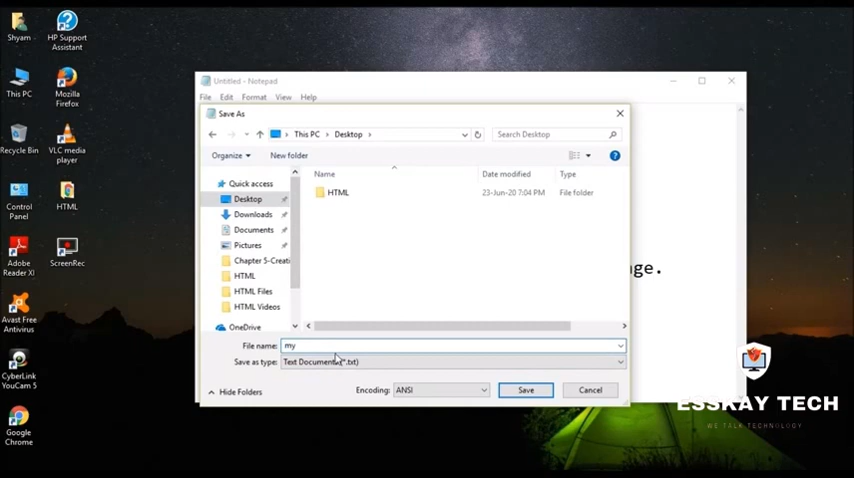 Shyam
HP Support
Assistant
This PC
Mozilla
Firefox
Recycle Bin
VLC media
player
Control
Panel
HTML
Adobe
Reader XI
ScreenRec
Avast Free
Antivirus
CyberLink
YouCam 5
Google
Chrome
Untitled - Notepad
File Edit Format View Help
Save As
This PC > Desktop >
Search Desktop
Organize
New folder
Name
Date modified
Type
Quick access
Desktop
Downloads
Documents
Pictures
Chapter 5-Creati
HTML
HTML Files
HTML Videos
OneDrive
HTML
23-Jun-20 7:04 PM
File folder
nge.
File name: my
Save as type: Text Documents (*.txt)
Hide Folders
Encoding: ANSI
Save
Cancel
ESSKAY TECH
WE TALK TECHNOLOGY